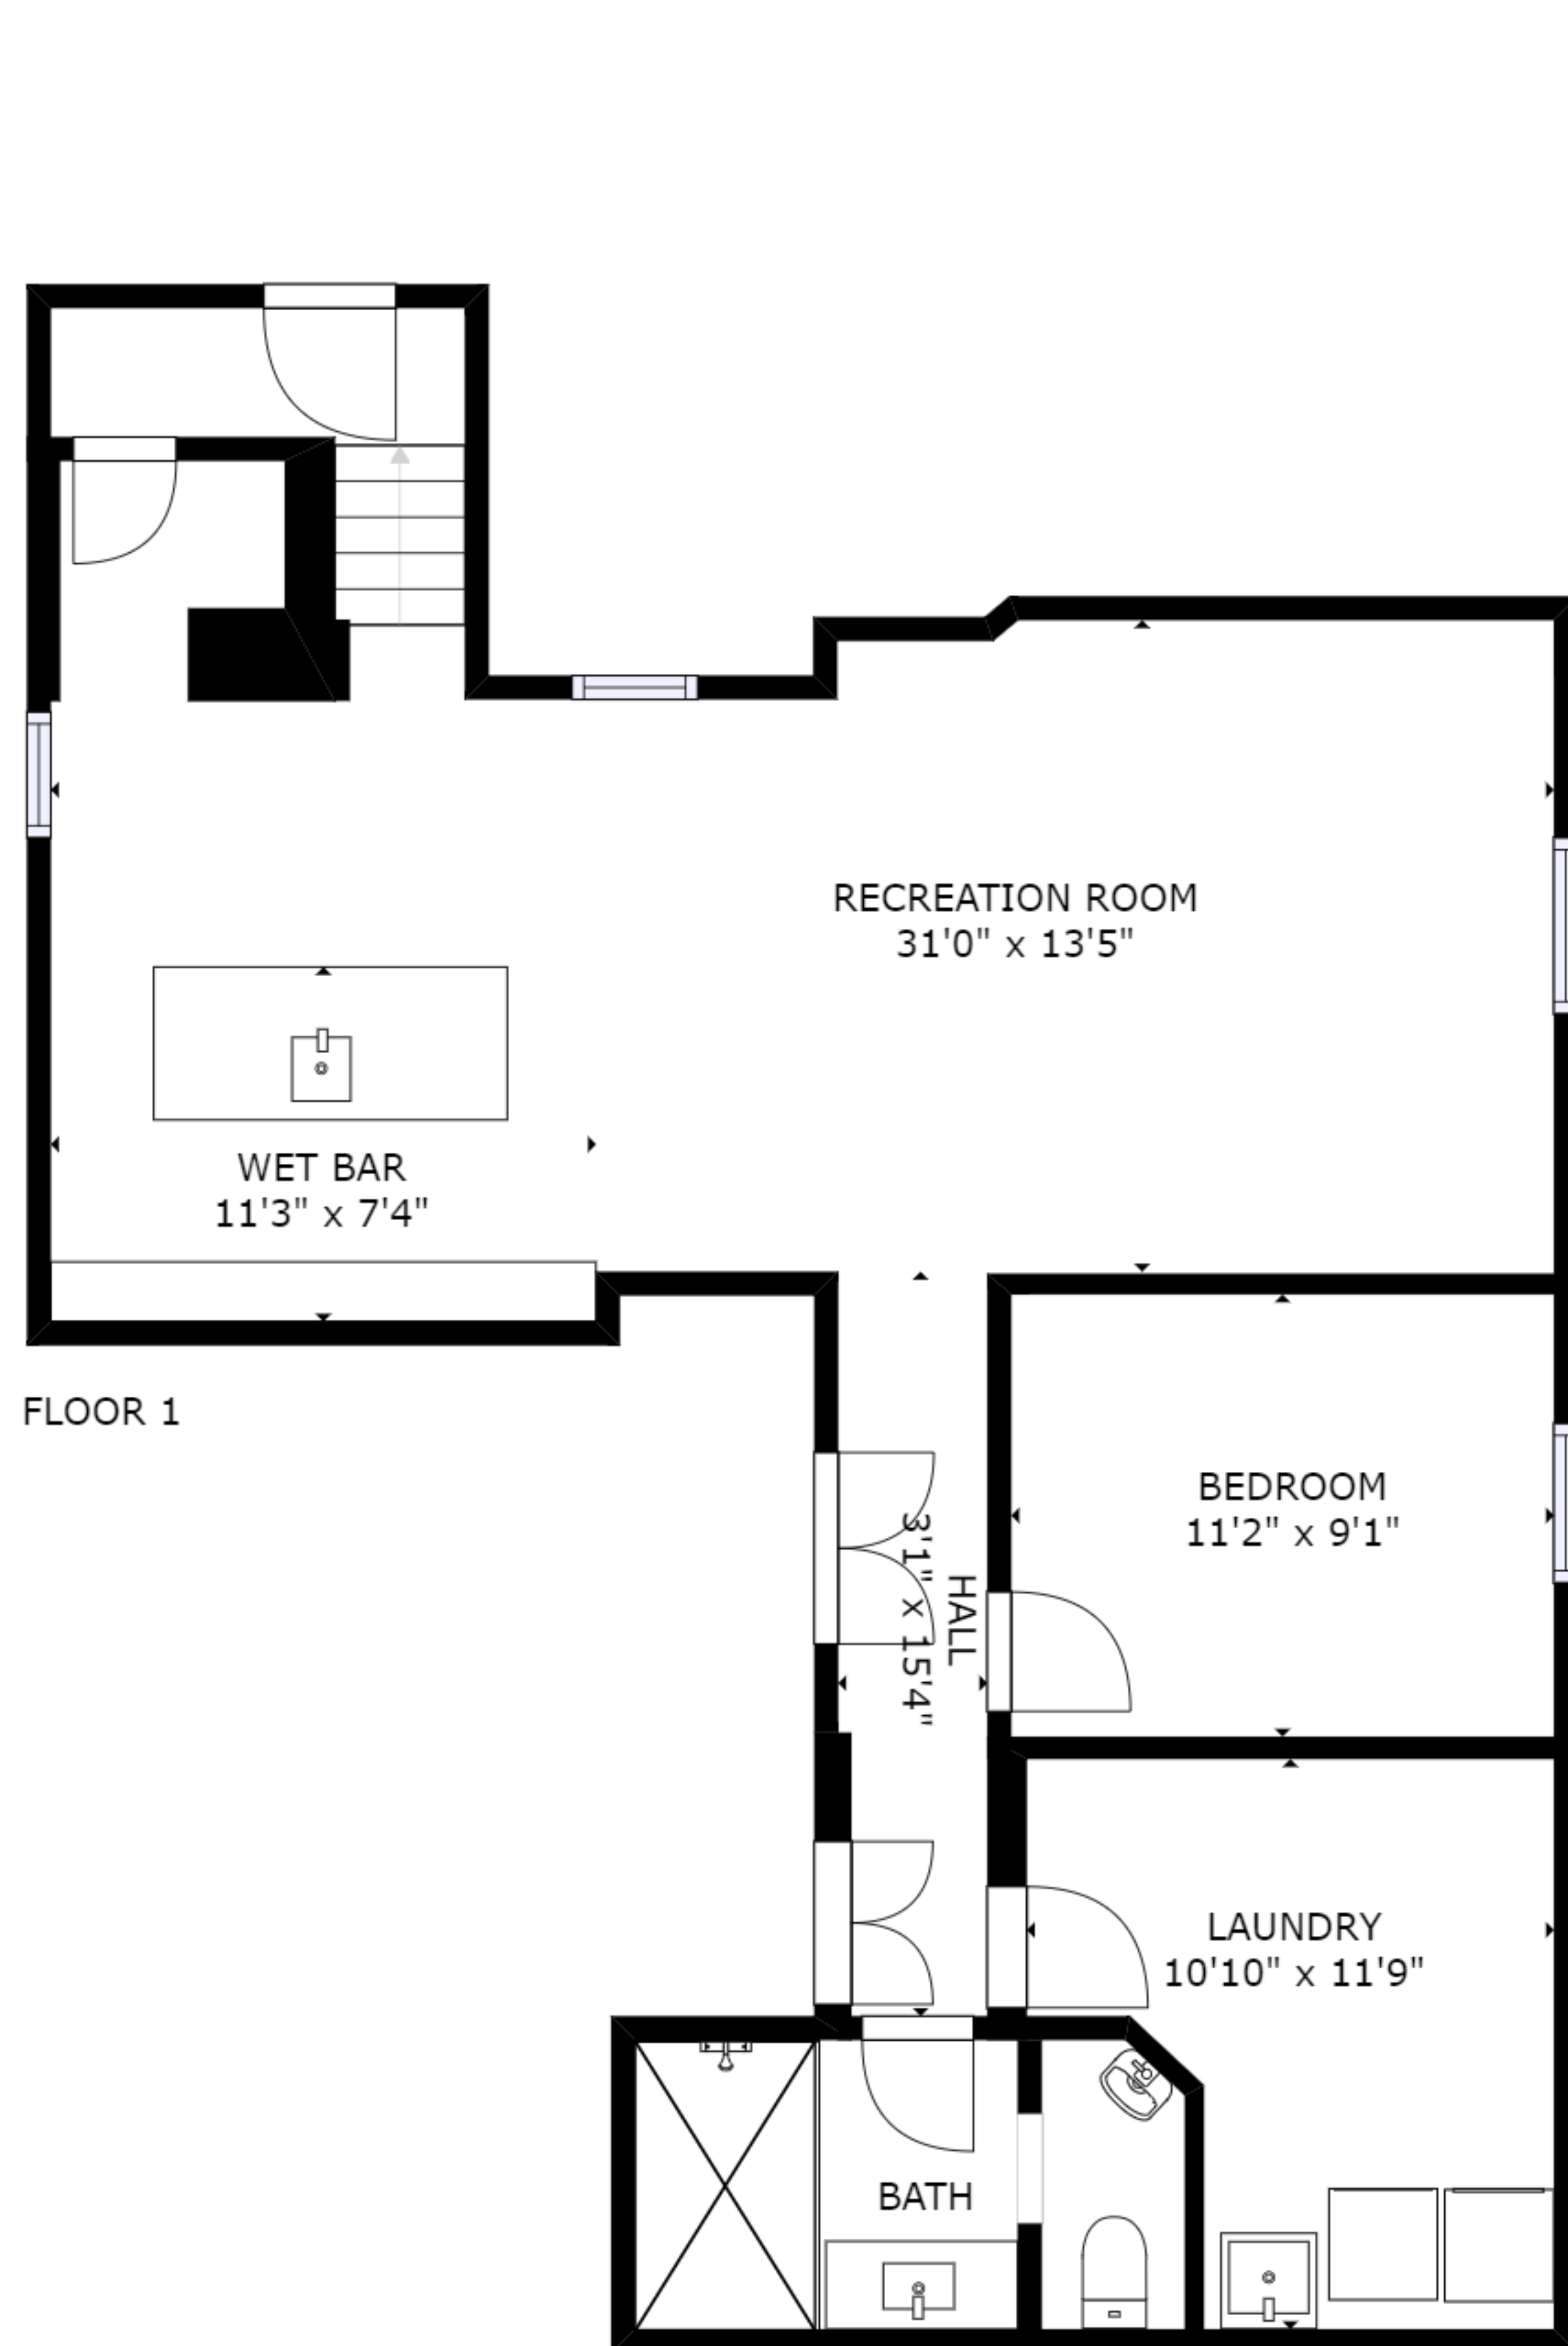 RECREATION ROOM
31'0" x 13'5"
WET BAR
11'3" x 7'4"
FLOOR 1
BEDROOM
11'2" x 9'1"
HALL
3'1" x 15'4"
LAUNDRY
10'10" x 11'9"
BATH